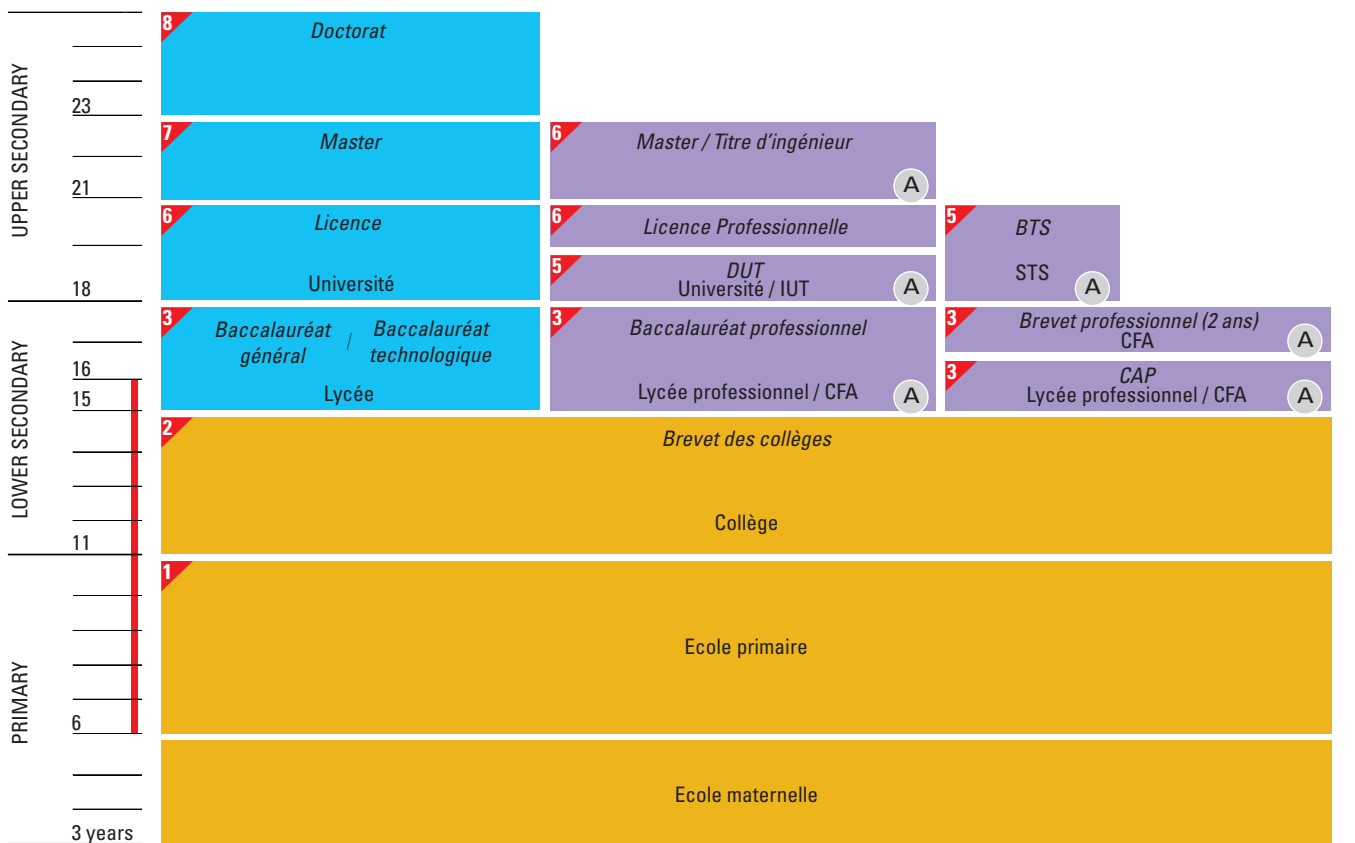 UPPER SECONDARY
LOWER SECONDARY
PRIMARY
23
21
18
16
15
11
6
3 years
8
Doctorat
7
Master
6
Master / Titre d'ingénieur
A
6
Licence
Université
6
Licence Professionnelle
5
DUT
Université / IUT
A
5
BTS
STS
A
3
Baccalauréat général / Baccalauréat technologique
Lycée
3
Baccalauréat professionnel
Lycée professionnel / CFA
A
3
Brevet professionnel (2 ans)
CFA
A
3
CAP
Lycée professionnel / CFA
A
2
Brevet des collèges
Collège
1
Ecole primaire
Ecole maternelle